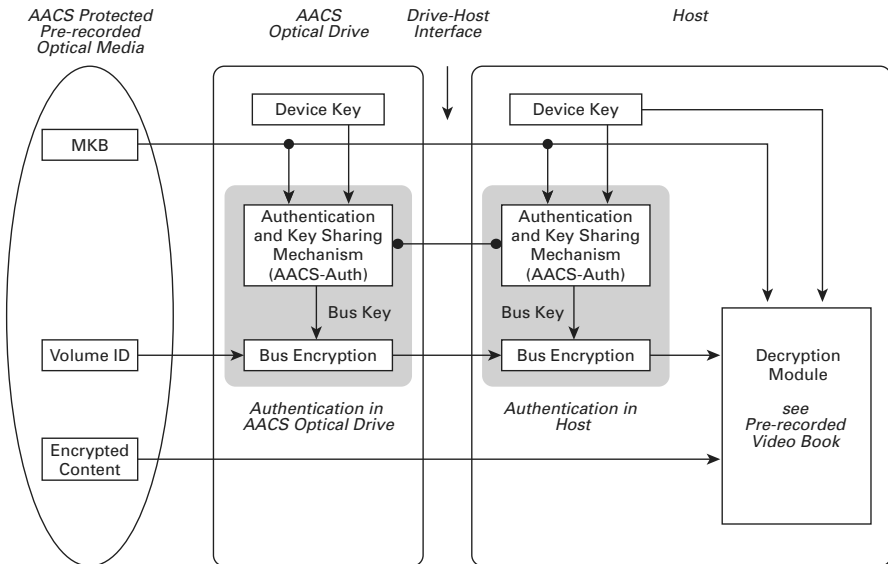 AACS Protected
Pre-recorded
Optical Media
AACS
Optical Drive
Drive-Host
Interface
Host
Device Key
Device Key
MKB
Authentication
and Key Sharing
Mechanism
(AACS-Auth)
Authentication
and Key Sharing
Mechanism
(AACS-Auth)
Bus Key
Bus Key
Volume ID
Bus Encryption
Bus Encryption
Decryption
Module
see
Pre-recorded
Video Book
Authentication in
AACS Optical Drive
Authentication in
Host
Encrypted
Content